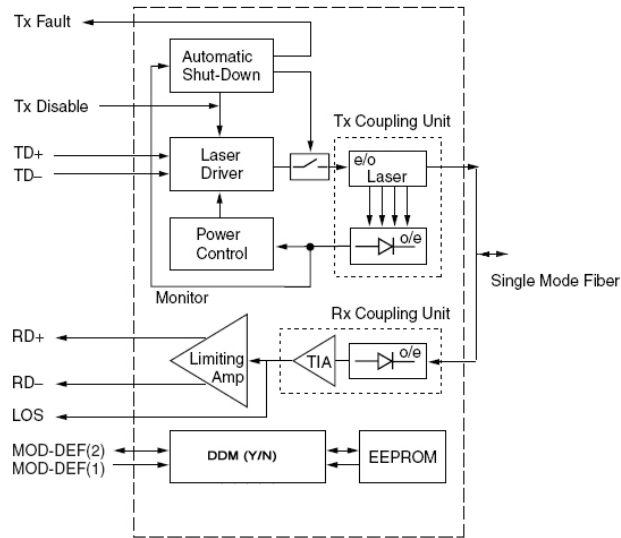 Tx Fault
Automatic
Shut-Down
Tx Disable
Tx Coupling Unit
TD+
TD–
Laser
Driver
e/o
Laser
Power
Control
o/e
Single Mode Fiber
Monitor
Rx Coupling Unit
RD+
RD–
Limiting
Amp
TIA
o/e
LOS
MOD-DEF(2)
MOD-DEF(1)
DDM (Y/N)
EEPROM